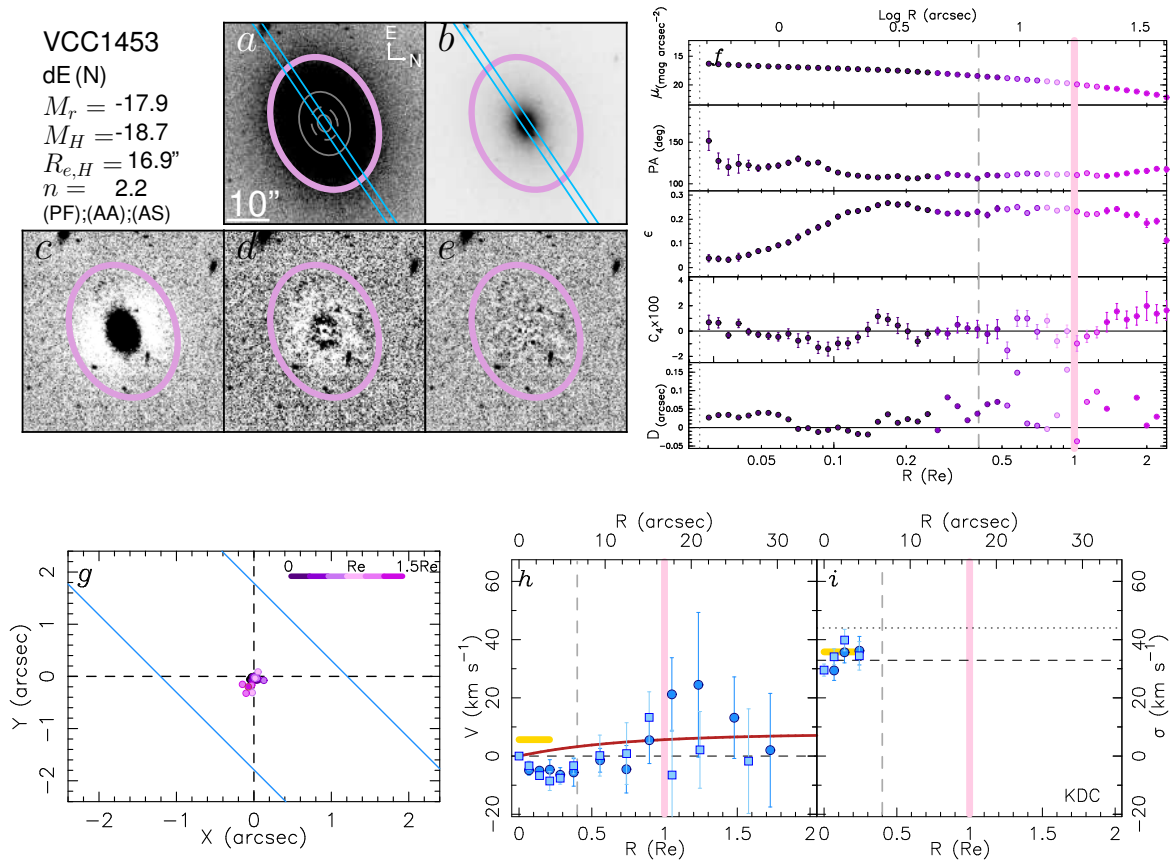 VCC1453
dE (N)
M_r = -17.9
M_H = -18.7
R_{e,H} = 16.9”
n = 2.2
(PF);(AA);(AS)
a
E
N
10”
b
c
d
e
Log R (arcsec)
0 0.5 1 1.5
f
μ(mag arcsec⁻²)
15
20
PA (deg)
150
100
ϵ
0.3
0.2
0.1
0
C₄x100
4
2
0
−2
D (arcsec)
0.15
0.1
0.05
0
−0.05
0.05 0.1 0.2 0.5 1 2
R (Re)
g
0 Re 1.5Re
Y (arcsec)
2
1
0
−1
−2
−2 −1 0 1 2
X (arcsec)
R (arcsec) R (arcsec)
0 10 20 30 0 10 20 30
h
i
V (km s⁻¹)
60
40
20
0
−20
σ (km s⁻¹)
60
40
20
0
−20
KDC
0 0.5 1 1.5 20 0.5 1 1.5 2
R (Re) R (Re)